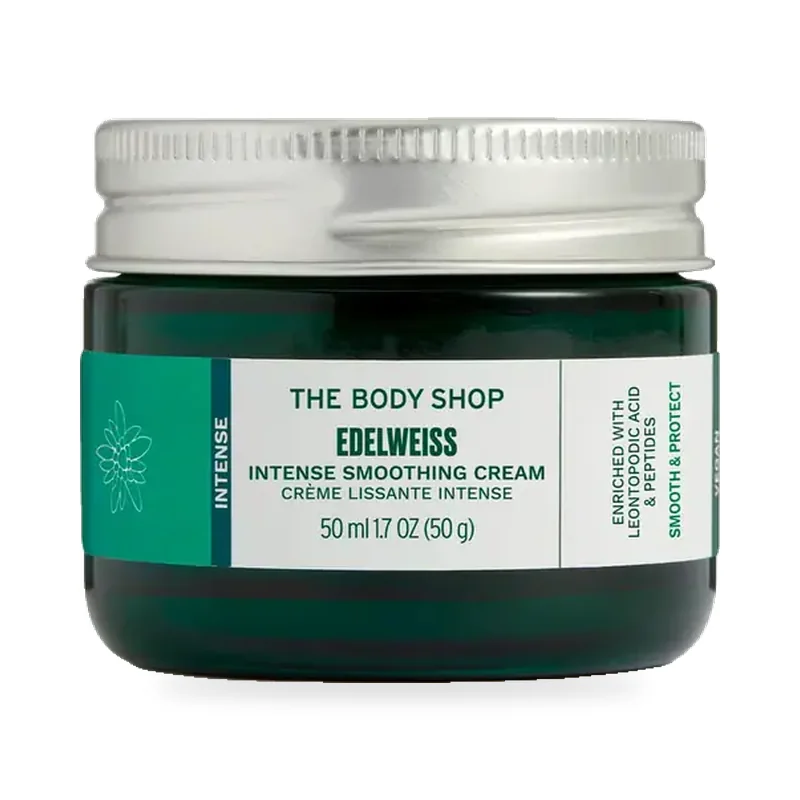 INTENSE
THE BODY SHOP
EDELWEISS
INTENSE SMOOTHING CREAM
CRÈME LISSANTE INTENSE
50 ml 1.7 OZ (50 g)
ENRICHED WITH
LEONTOPODIC ACID
& PEPTIDES
SMOOTH & PROTECT
VEGAN